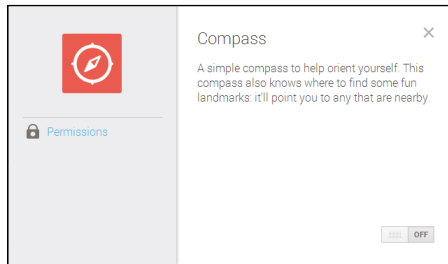 Compass
A simple compass to help orient yourself. This
compass also knows where to find some fun
landmarks: it'll point you to any that are nearby.
Permissions
OFF